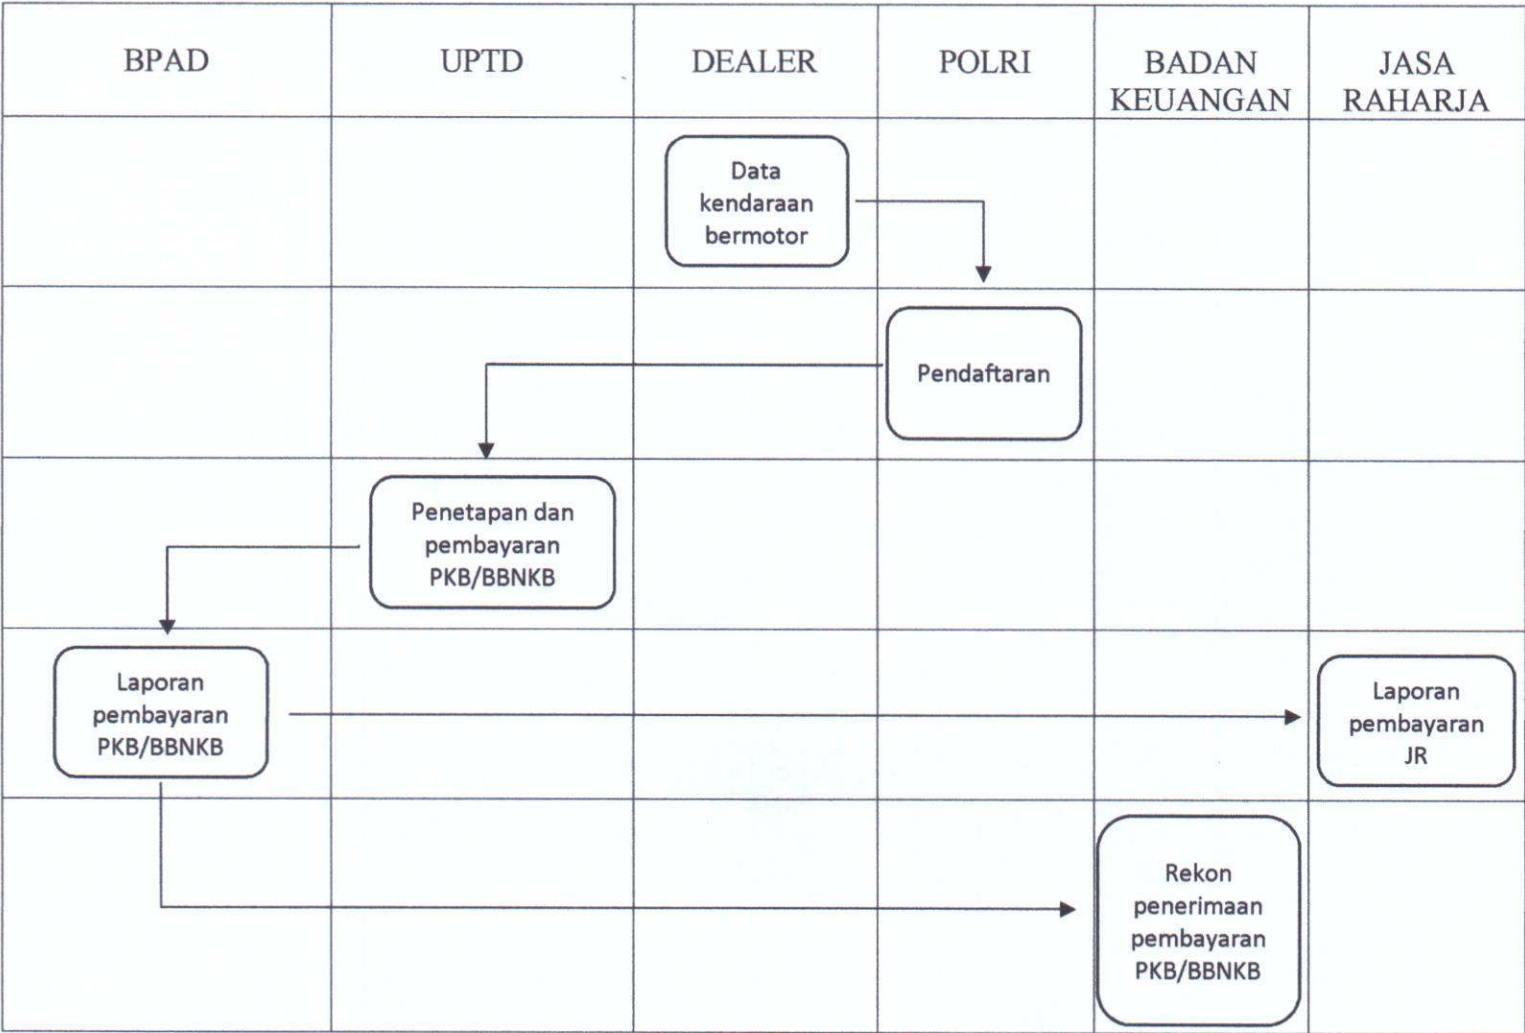 BPAD
UPTD
DEALER
POLRI
BADAN
KEUANGAN
JASA
RAHARJA
Data
kendaraan
bermotor
Pendaftaran
Penetapan dan
pembayaran
PKB/BBNKB
Laporan
pembayaran
PKB/BBNKB
Laporan
pembayaran
JR
Rekon
penerimaan
pembayaran
PKB/BBNKB